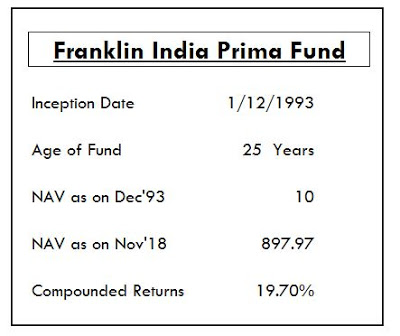 Franklin India Prima Fund
Inception Date 1/12/1993
Age of Fund 25 Years
NAV as on Dec'93 10
NAV as on Nov'18 897.97
Compounded Returns 19.70%